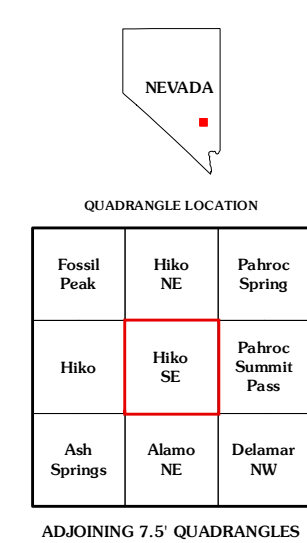 NEVADA
QUADRANGLE LOCATION
Fossil
Peak
Hiko
NE
Pahroc
Spring
Hiko
Hiko
SE
Pahroc
Summit
Pass
Ash
Springs
Alamo
NE
Delamar
NW
ADJOINING 7.5' QUADRANGLES